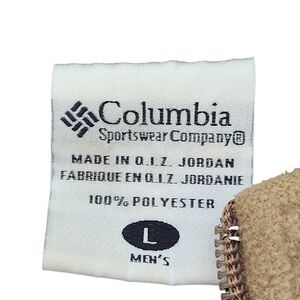 Columbia
Sportswear Company®
MADE IN Q.I.Z. JORDAN
FABRIQUE EN Q.I.Z. JORDANIE
100% POLYESTER
L
MEN'S